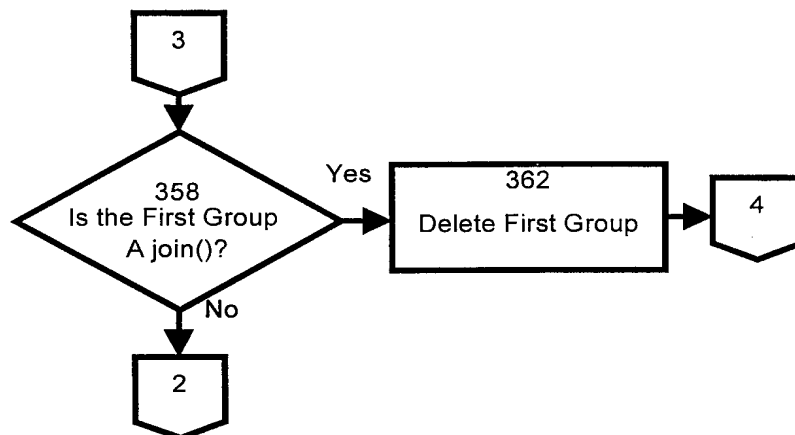 3
358
Is the First Group
A join()?
Yes
362
Delete First Group
4
No
2